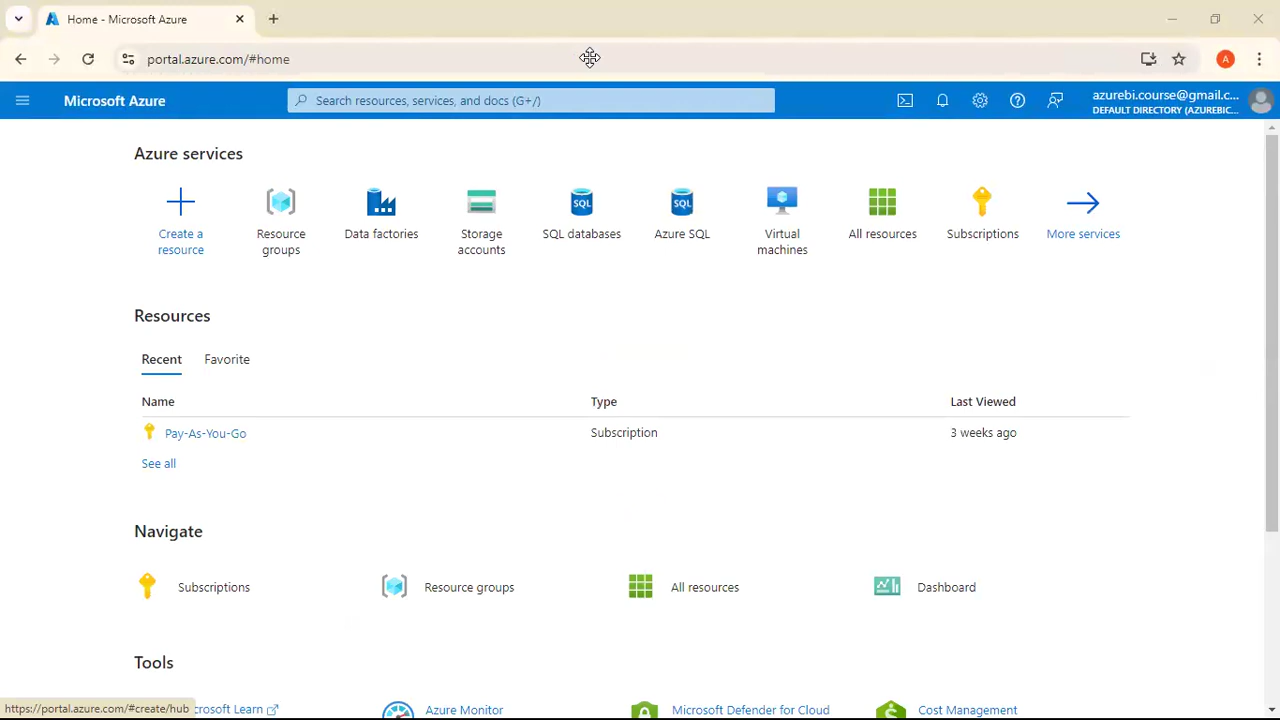 Home - Microsoft Azure
portal.azure.com/#home
A
Microsoft Azure
Search resources, services, and docs (G+/)
azurebi.course@gmail.c...
DEFAULT DIRECTORY (AZUREBIC...
Azure services
Create a resource
Resource groups
Data factories
Storage accounts
SQL
SQL databases
SQL
Azure SQL
Virtual machines
All resources
Subscriptions
More services
Resources
Recent Favorite
Name Type Last Viewed
Pay-As-You-Go Subscription 3 weeks ago
See all
Navigate
Subscriptions Resource groups All resources Dashboard
Tools
https://portal.azure.com/#create/hub
crosoft Learn Azure Monitor Microsoft Defender for Cloud Cost Management